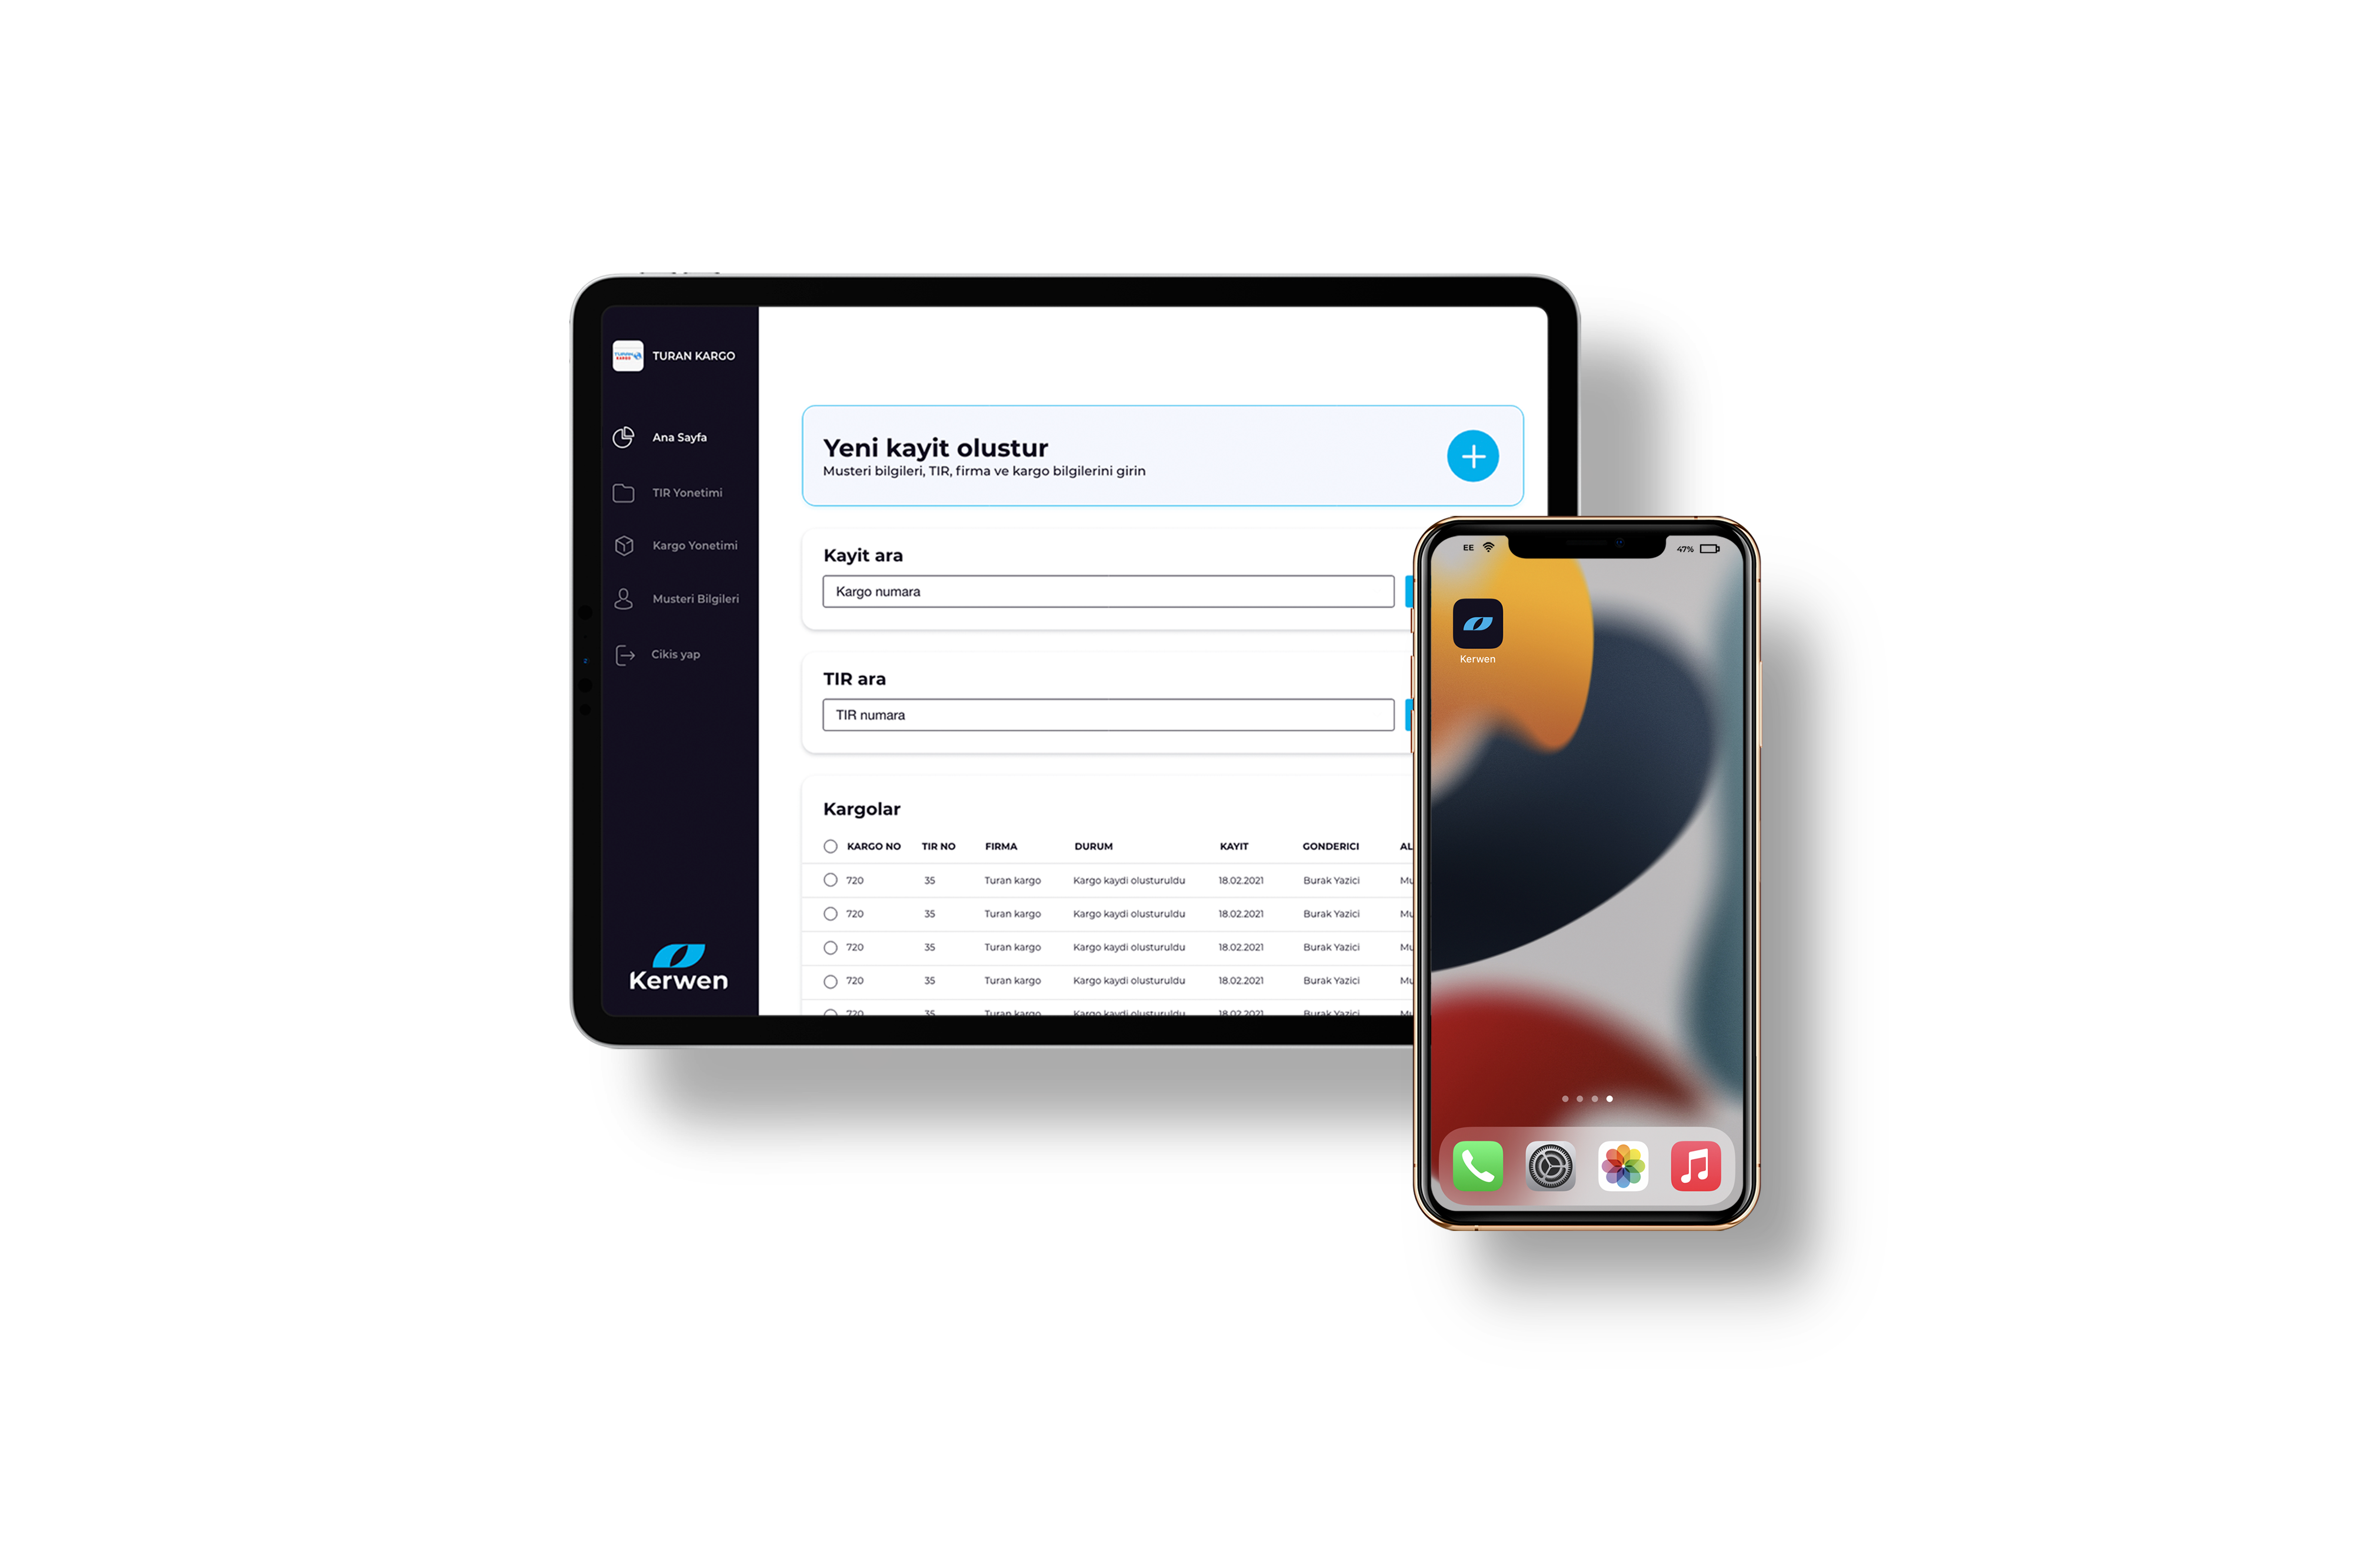 TURAN KARGO
Ana Sayfa
TIR Yonetimi
Kargo Yonetimi
Musteri Bilgileri
Cikis yap
Kerwen
Yeni kayit olustur
Musteri bilgileri, TIR, firma ve kargo bilgilerini girin
Kayit ara
Kargo numara
TIR ara
TIR numara
Kargolar
KARGO NO TIR NO FIRMA DURUM KAYIT GONDERICI AL
720 35 Turan kargo Kargo kaydi olusturuldu 18.02.2021 Burak Yazici Mu
720 35 Turan kargo Kargo kaydi olusturuldu 18.02.2021 Burak Yazici Mu
720 35 Turan kargo Kargo kaydi olusturuldu 18.02.2021 Burak Yazici Mu
720 35 Turan kargo Kargo kaydi olusturuldu 18.02.2021 Burak Yazici Mu
720 35 Turan kargo Kargo kaydi olusturuldu 18.02.2021 Burak Yazici
EE 47%
Kerwen